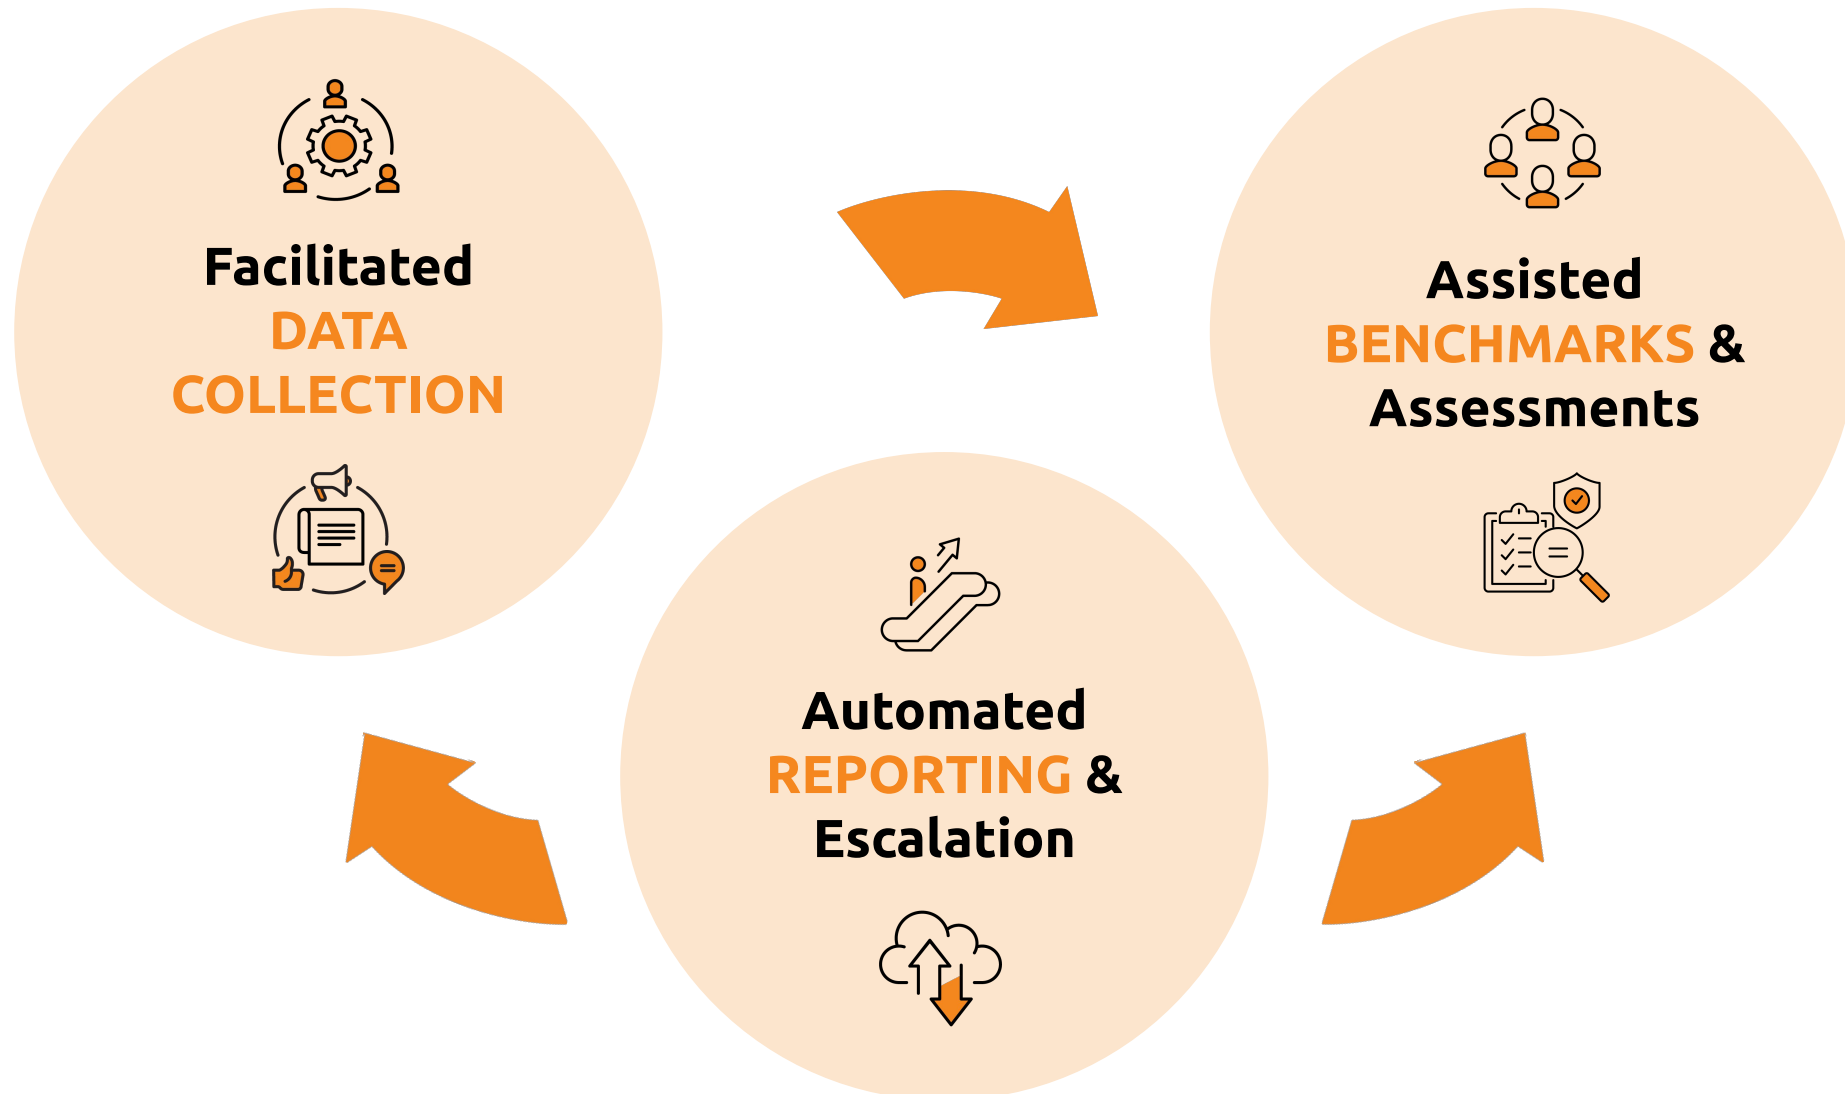 Facilitated
DATA
COLLECTION
Assisted
BENCHMARKS &
Assessments
Automated
REPORTING &
Escalation